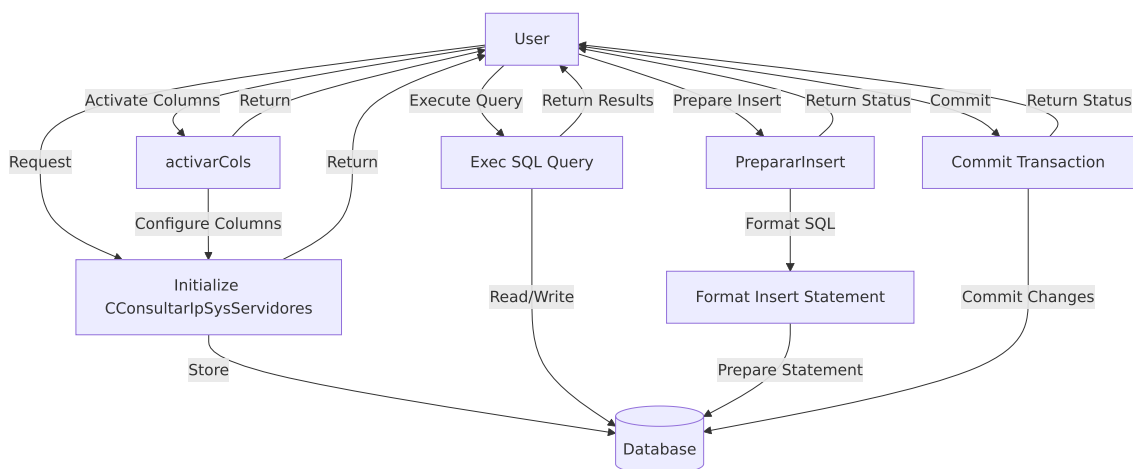 User
Activate Columns
Return
Execute Query
Return Results
Prepare Insert
Return Status
Commit
Return Status
Request
activarCols
Return
Exec SQL Query
PrepararInsert
Commit Transaction
Configure Columns
Format SQL
Initialize
CConsultarIpSysServidores
Read/Write
Format Insert Statement
Commit Changes
Store
Prepare Statement
Database